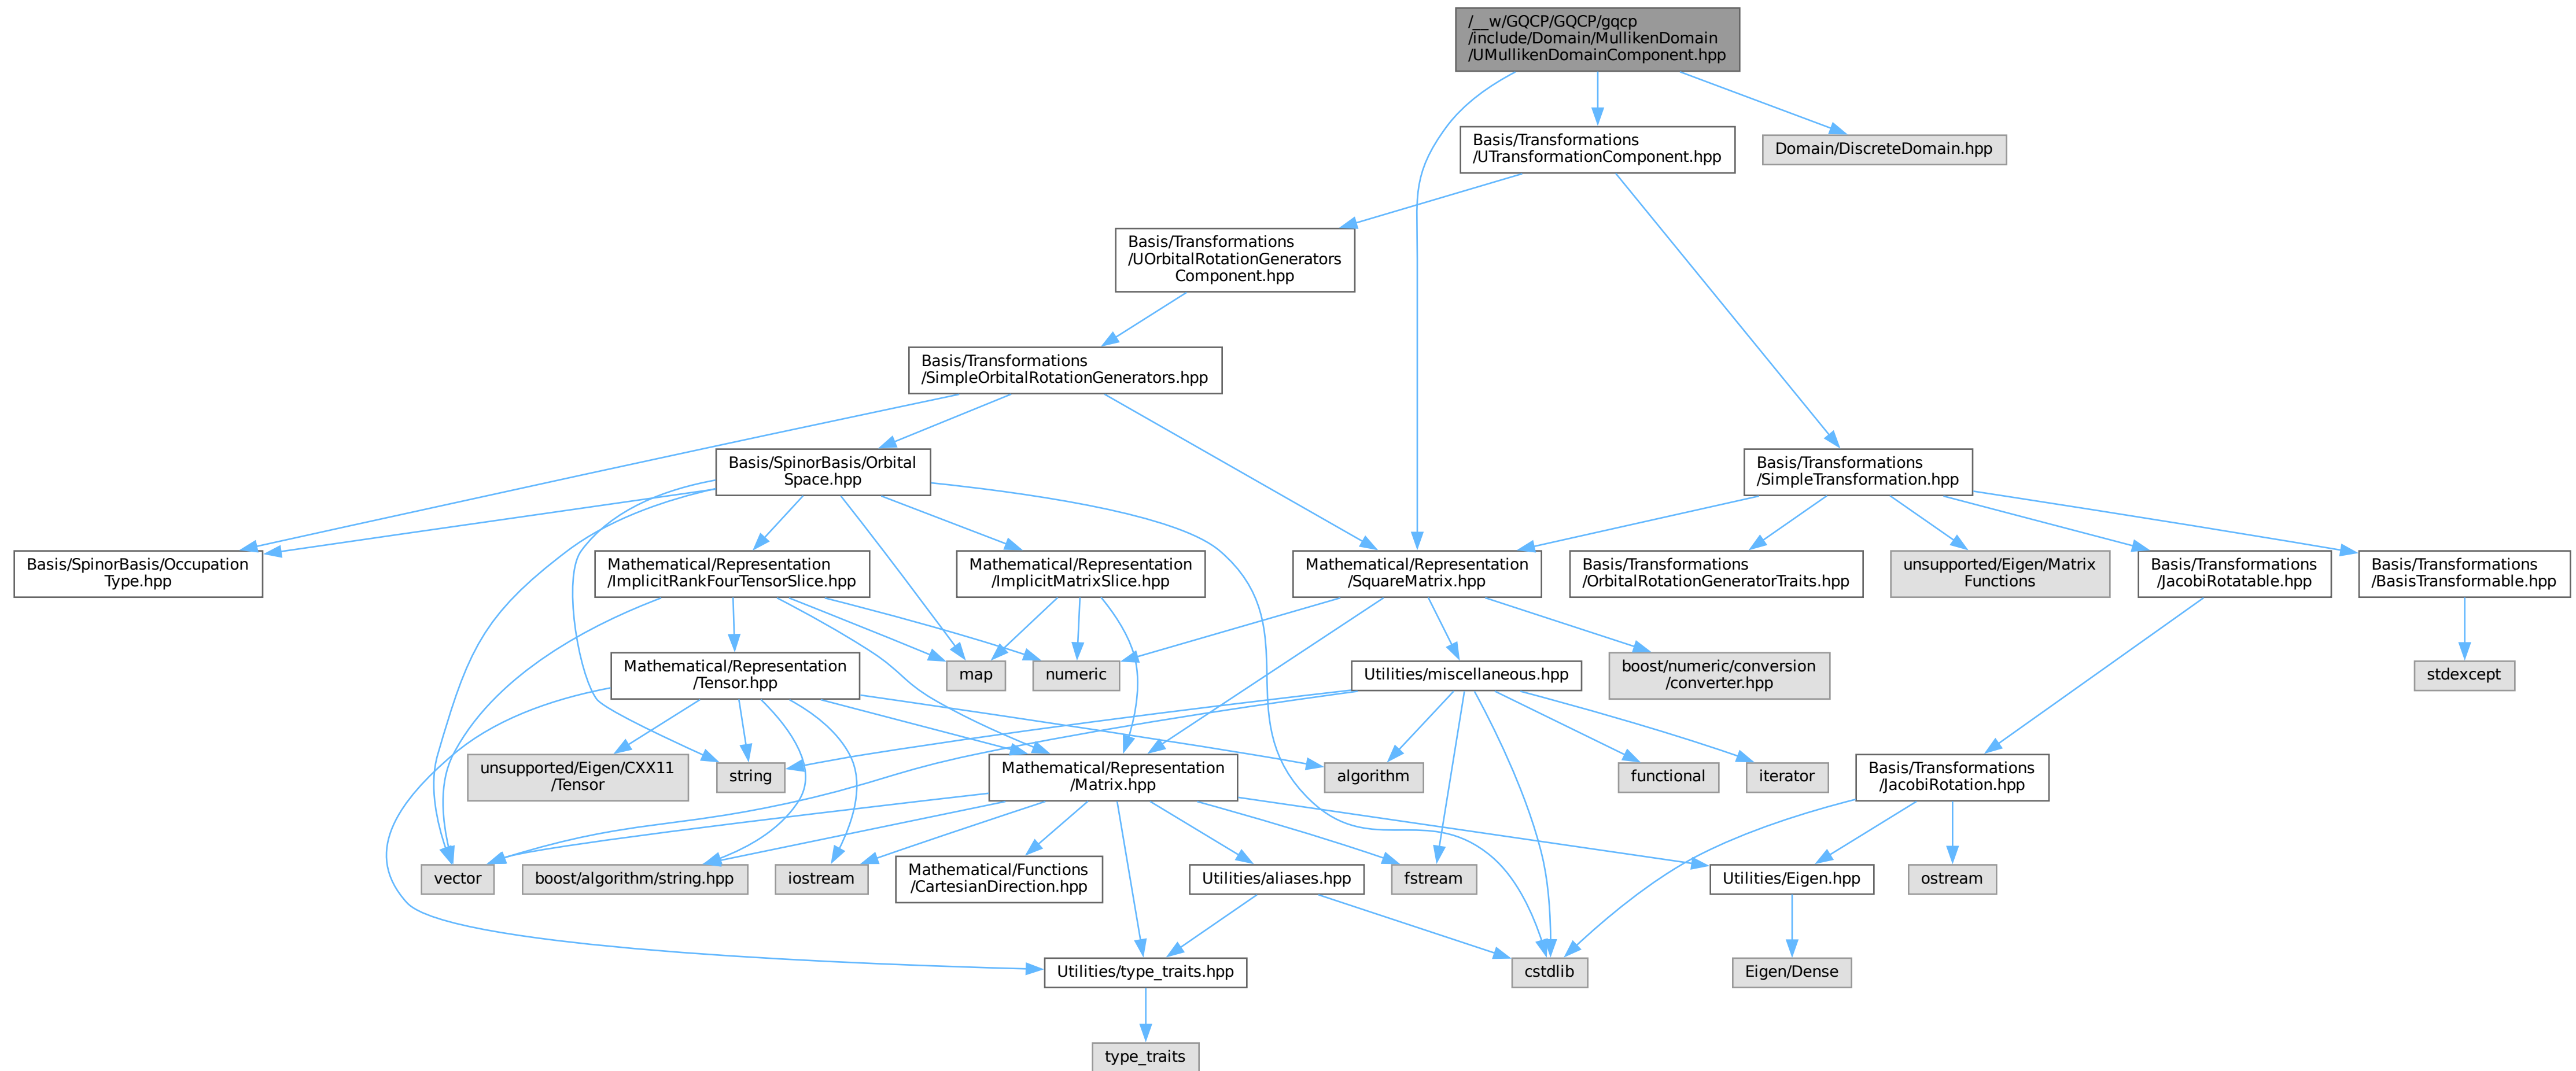 /__w/GQCP/GQCP/gqcp
/include/Domain/MullikenDomain
/UMullikenDomainComponent.hpp
Basis/Transformations
/UTransformationComponent.hpp
Domain/DiscreteDomain.hpp
Basis/Transformations
/UOrbitalRotationGenerators
Component.hpp
Basis/Transformations
/SimpleOrbitalRotationGenerators.hpp
Basis/SpinorBasis/Orbital
Space.hpp
Basis/Transformations
/SimpleTransformation.hpp
Basis/SpinorBasis/Occupation
Type.hpp
Mathematical/Representation
/ImplicitRankFourTensorSlice.hpp
Mathematical/Representation
/ImplicitMatrixSlice.hpp
Mathematical/Representation
/SquareMatrix.hpp
Basis/Transformations
/OrbitalRotationGeneratorTraits.hpp
unsupported/Eigen/Matrix
Functions
Basis/Transformations
/JacobiRotatable.hpp
Basis/Transformations
/BasisTransformable.hpp
Mathematical/Representation
/Tensor.hpp
map
numeric
Utilities/miscellaneous.hpp
boost/numeric/conversion
/converter.hpp
stdexcept
unsupported/Eigen/CXX11
/Tensor
string
Mathematical/Representation
/Matrix.hpp
algorithm
functional
iterator
Basis/Transformations
/JacobiRotation.hpp
vector
boost/algorithm/string.hpp
iostream
Mathematical/Functions
/CartesianDirection.hpp
Utilities/aliases.hpp
fstream
Utilities/Eigen.hpp
ostream
Utilities/type_traits.hpp
cstdlib
Eigen/Dense
type_traits